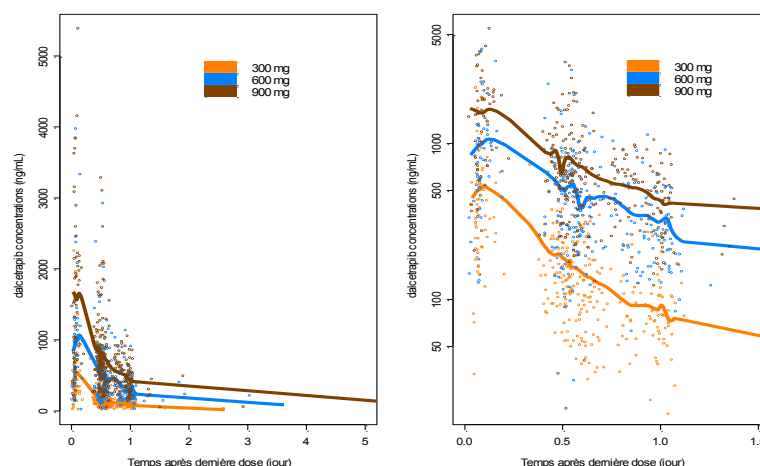 300 mg
600 mg
900 mg
dalcetrapib concentrations (ng/mL)
5000
4000
3000
2000
1000
0
0
1
2
3
4
5
Temps après dernière dose (jour)
300 mg
600 mg
900 mg
dalcetrapib concentrations (ng/mL)
5000
1000
500
100
50
0.0
0.5
1.0
1.5
Temps après dernière dose (jour)